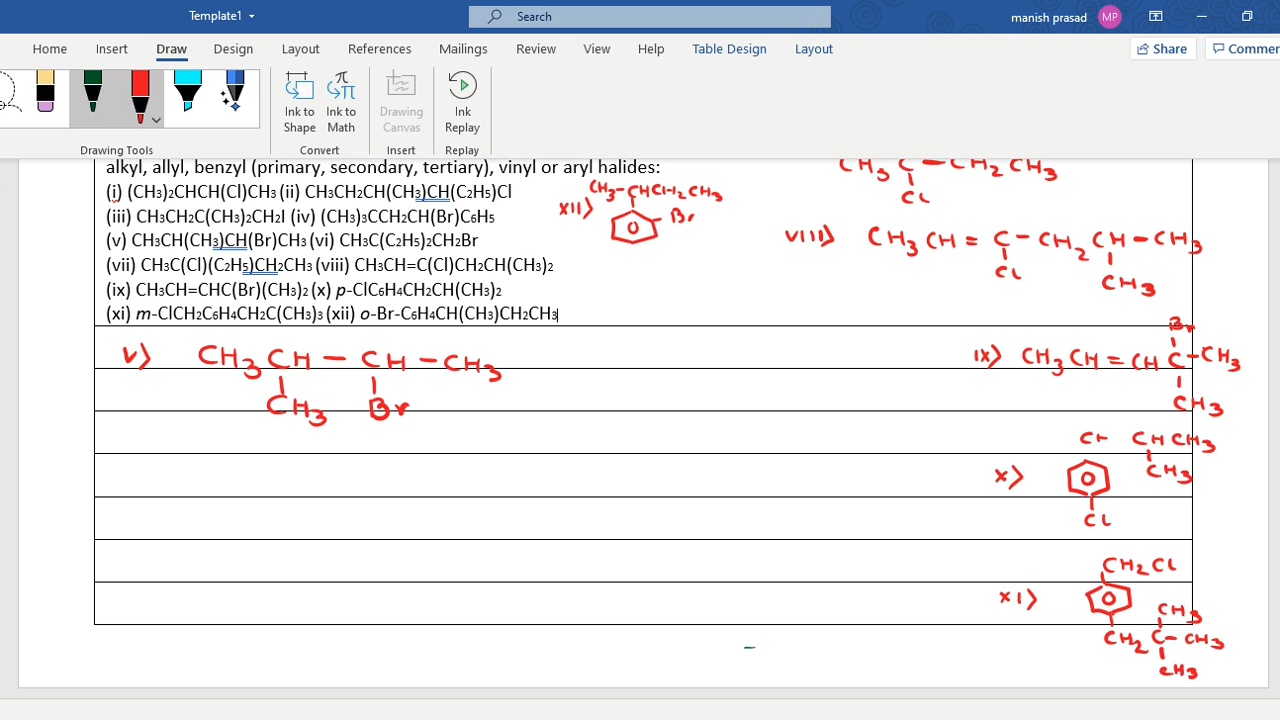 Template1
Search
manish prasad
MP
Home Insert Draw Design Layout References Mailings Review View Help Table Design Layout
Share
Ink to Shape
Ink to Math
Drawing Canvas
Ink Replay
Drawing Tools Convert Insert Replay
alkyl, allyl, benzyl (primary, secondary, tertiary), vinyl or aryl halides:
(i) (CH3)2CHCH(Cl)CH3 (ii) CH3CH2CH(CH3)CH(C2H5)Cl
(iii) CH3CH2C(CH3)2CH2I (iv) (CH3)3CCH2CH(Br)C6H5
(v) CH3CH(CH3)CH(Br)CH3 (vi) CH3C(C2H5)2CH2Br
(vii) CH3C(Cl)(C2H5)CH2CH3 (viii) CH3CH=C(Cl)CH2CH(CH3)2
(ix) CH3CH=CHC(Br)(CH3)2 (x) p-ClC6H4CH2CH(CH3)2
(xi) m-ClCH2C6H4CH2C(CH3)3 (xii) o-Br-C6H4CH(CH3)CH2CH3
CH3 C – CH2 CH3
Cl
CH3–CHCH2CH3
xii)
Br
viii) CH3 CH = C – CH2 CH – CH3
Cl
CH3
v) CH3 CH – CH – CH3
CH3 Br
Br
ix) CH3 CH = CH C – CH3
CH3
CH CH3
CH3
x)
Cl
CH2 Cl
xi)
CH3
CH2 C – CH3
CH3